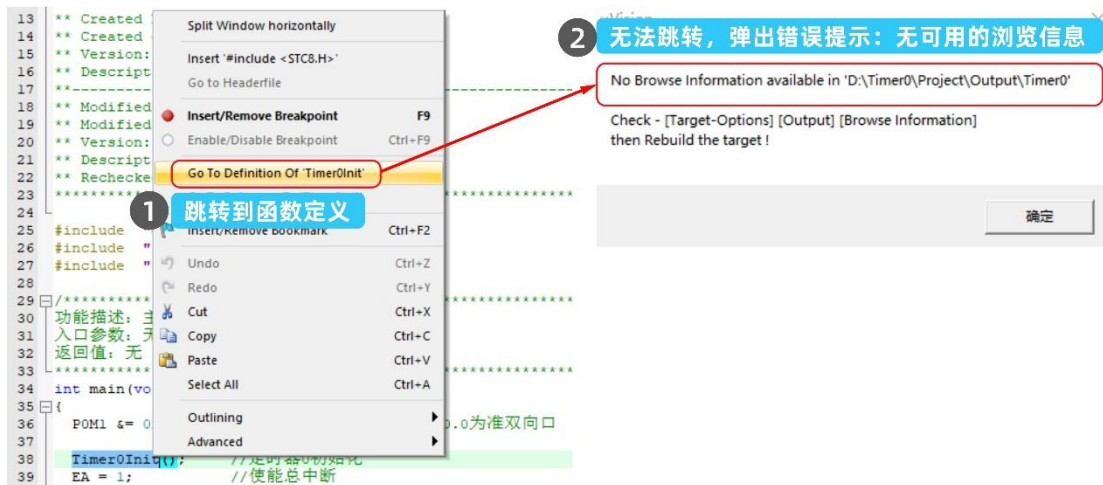 13 ** Created
14 ** Created
15 ** Version:
16 ** Descript
17 **
18 ** Modified
19 ** Modified
20 ** Version:
21 ** Descript
22 ** Rechecke
23 **********
24
25 #include
26 #include "
27 #include "
28
29 /**********
30 功能描述：主
31 入口参数：无
32 返回值：无
33 **********
34 int main(vo
35 {
36 P0M1 &= 0 .0为准双向口
37
38 Timer0Init(); //定时器0初始化
39 EA = 1; //使能总中断
Split Window horizontally
Insert '#include <STC8.H>'
Go to Headerfile
Insert/Remove Breakpoint F9
Enable/Disable Breakpoint Ctrl+F9
Go To Definition Of 'Timer0Init'
1 跳转到函数定义
Insert/Remove Bookmark Ctrl+F2
Undo Ctrl+Z
Redo Ctrl+Y
Cut Ctrl+X
Copy Ctrl+C
Paste Ctrl+V
Select All Ctrl+A
Outlining
Advanced
2 无法跳转，弹出错误提示：无可用的浏览信息
No Browse Information available in 'D:\Timer0\Project\Output\Timer0'
Check - [Target-Options] [Output] [Browse Information]
then Rebuild the target !
确定